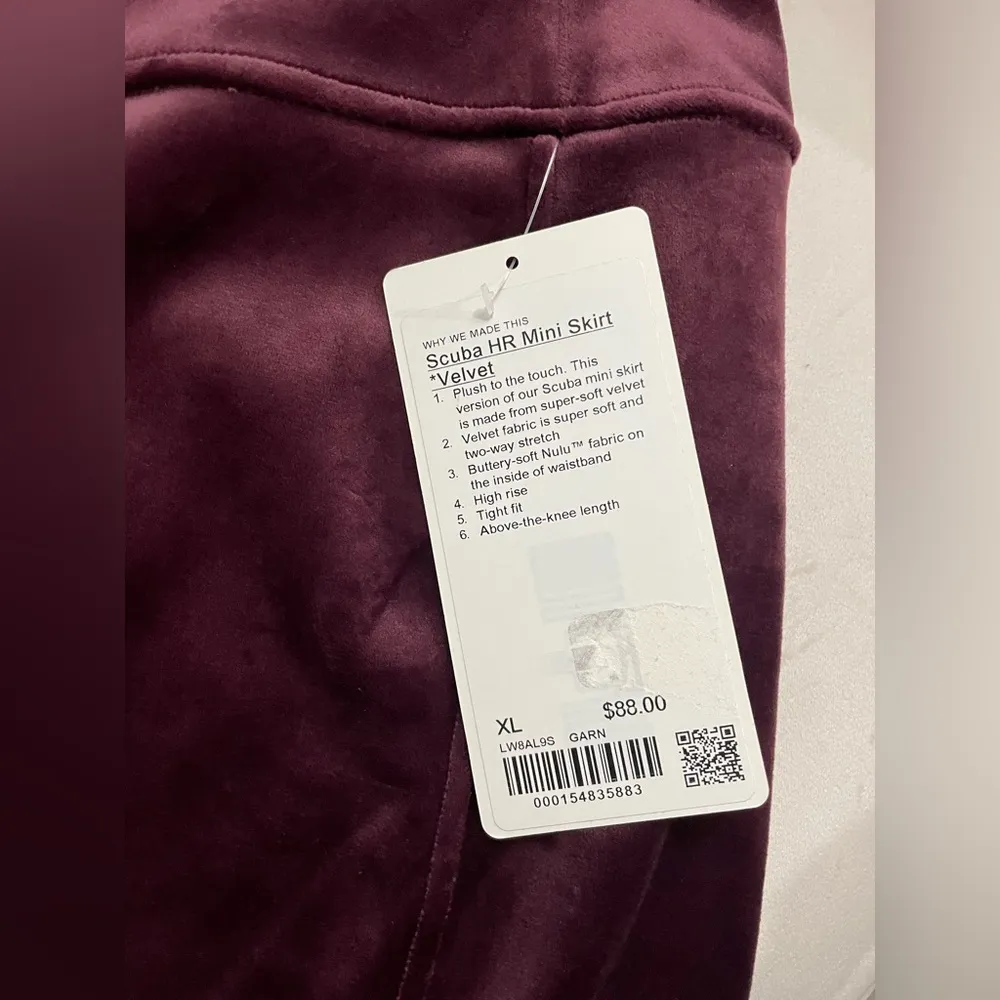 WHY WE MADE THIS
Scuba HR Mini Skirt
*Velvet
1. Plush to the touch. This
version of our Scuba mini skirt
is made from super-soft velvet
2. Velvet fabric is super soft and
two-way stretch
3. Buttery-soft Nulu™ fabric on
the inside of waistband
4. High rise
5. Tight fit
6. Above-the-knee length
XL $88.00
LW8AL9S GARN
000154835883